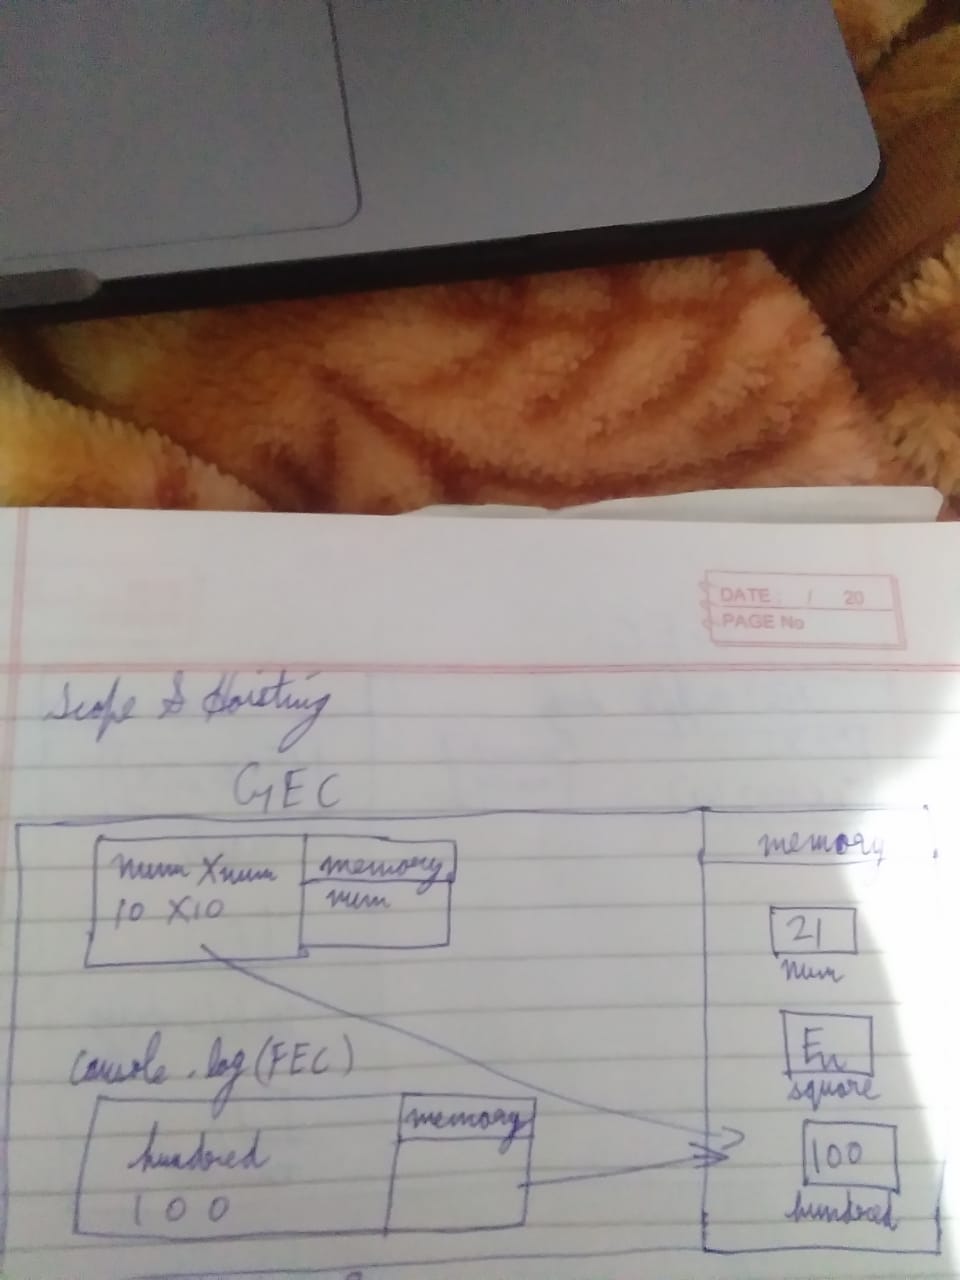 DATE: / 20
PAGE No
Scope & Hoisting
GEC
num X num
10 X 10
memory
num
memory
21
num
Fn
square
100
hundred
console.log(FEC)
hundred
100
memory